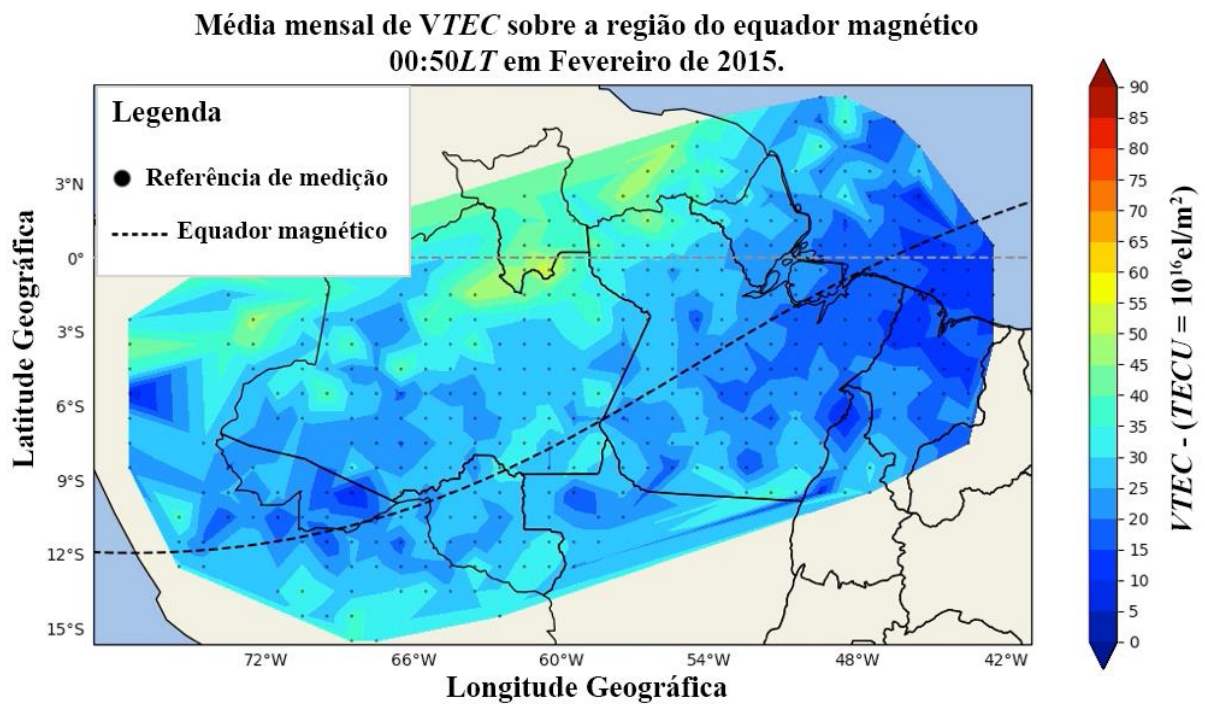 Média mensal de VTEC sobre a região do equador magnético
00:50LT em Fevereiro de 2015.
Legenda
Referência de medição
Equador magnético
Latitude Geográfica
3°N
0°
3°S
6°S
9°S
12°S
15°S
72°W
66°W
60°W
54°W
48°W
42°W
Longitude Geográfica
90
85
80
75
70
65
60
55
50
45
40
35
30
25
20
15
10
5
0
VTEC - (TECU = 10¹⁶el/m²)